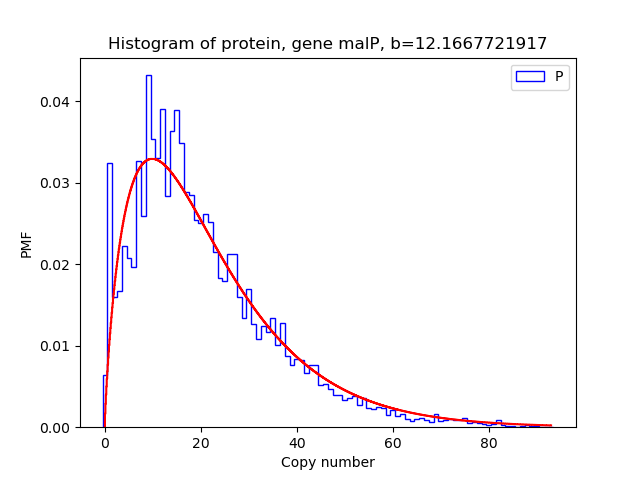 Histogram of protein, gene malP, b=12.1667721917
P
0.04
0.03
0.02
0.01
0.00
PMF
0
20
40
60
80
Copy number